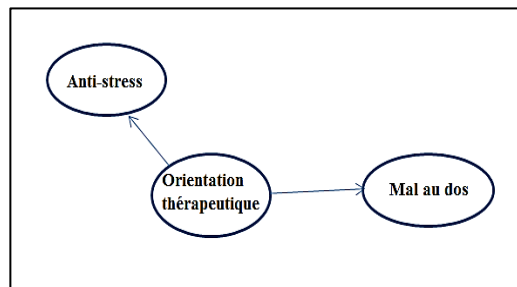 Anti-stress
Orientation
thérapeutique
Mal au dos